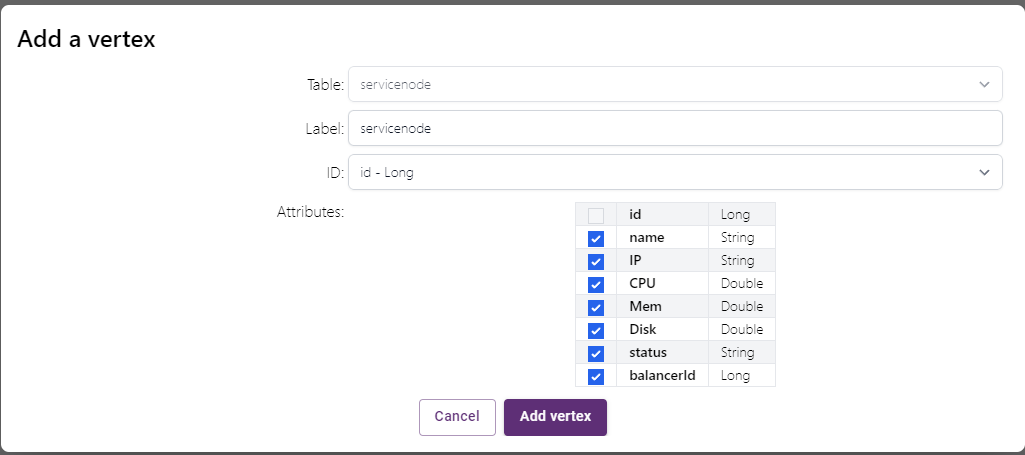 Add a vertex
Table: servicenode
Label: servicenode
ID: id - Long
Attributes:
id Long
name String
IP String
CPU Double
Mem Double
Disk Double
status String
balancerId Long
Cancel Add vertex